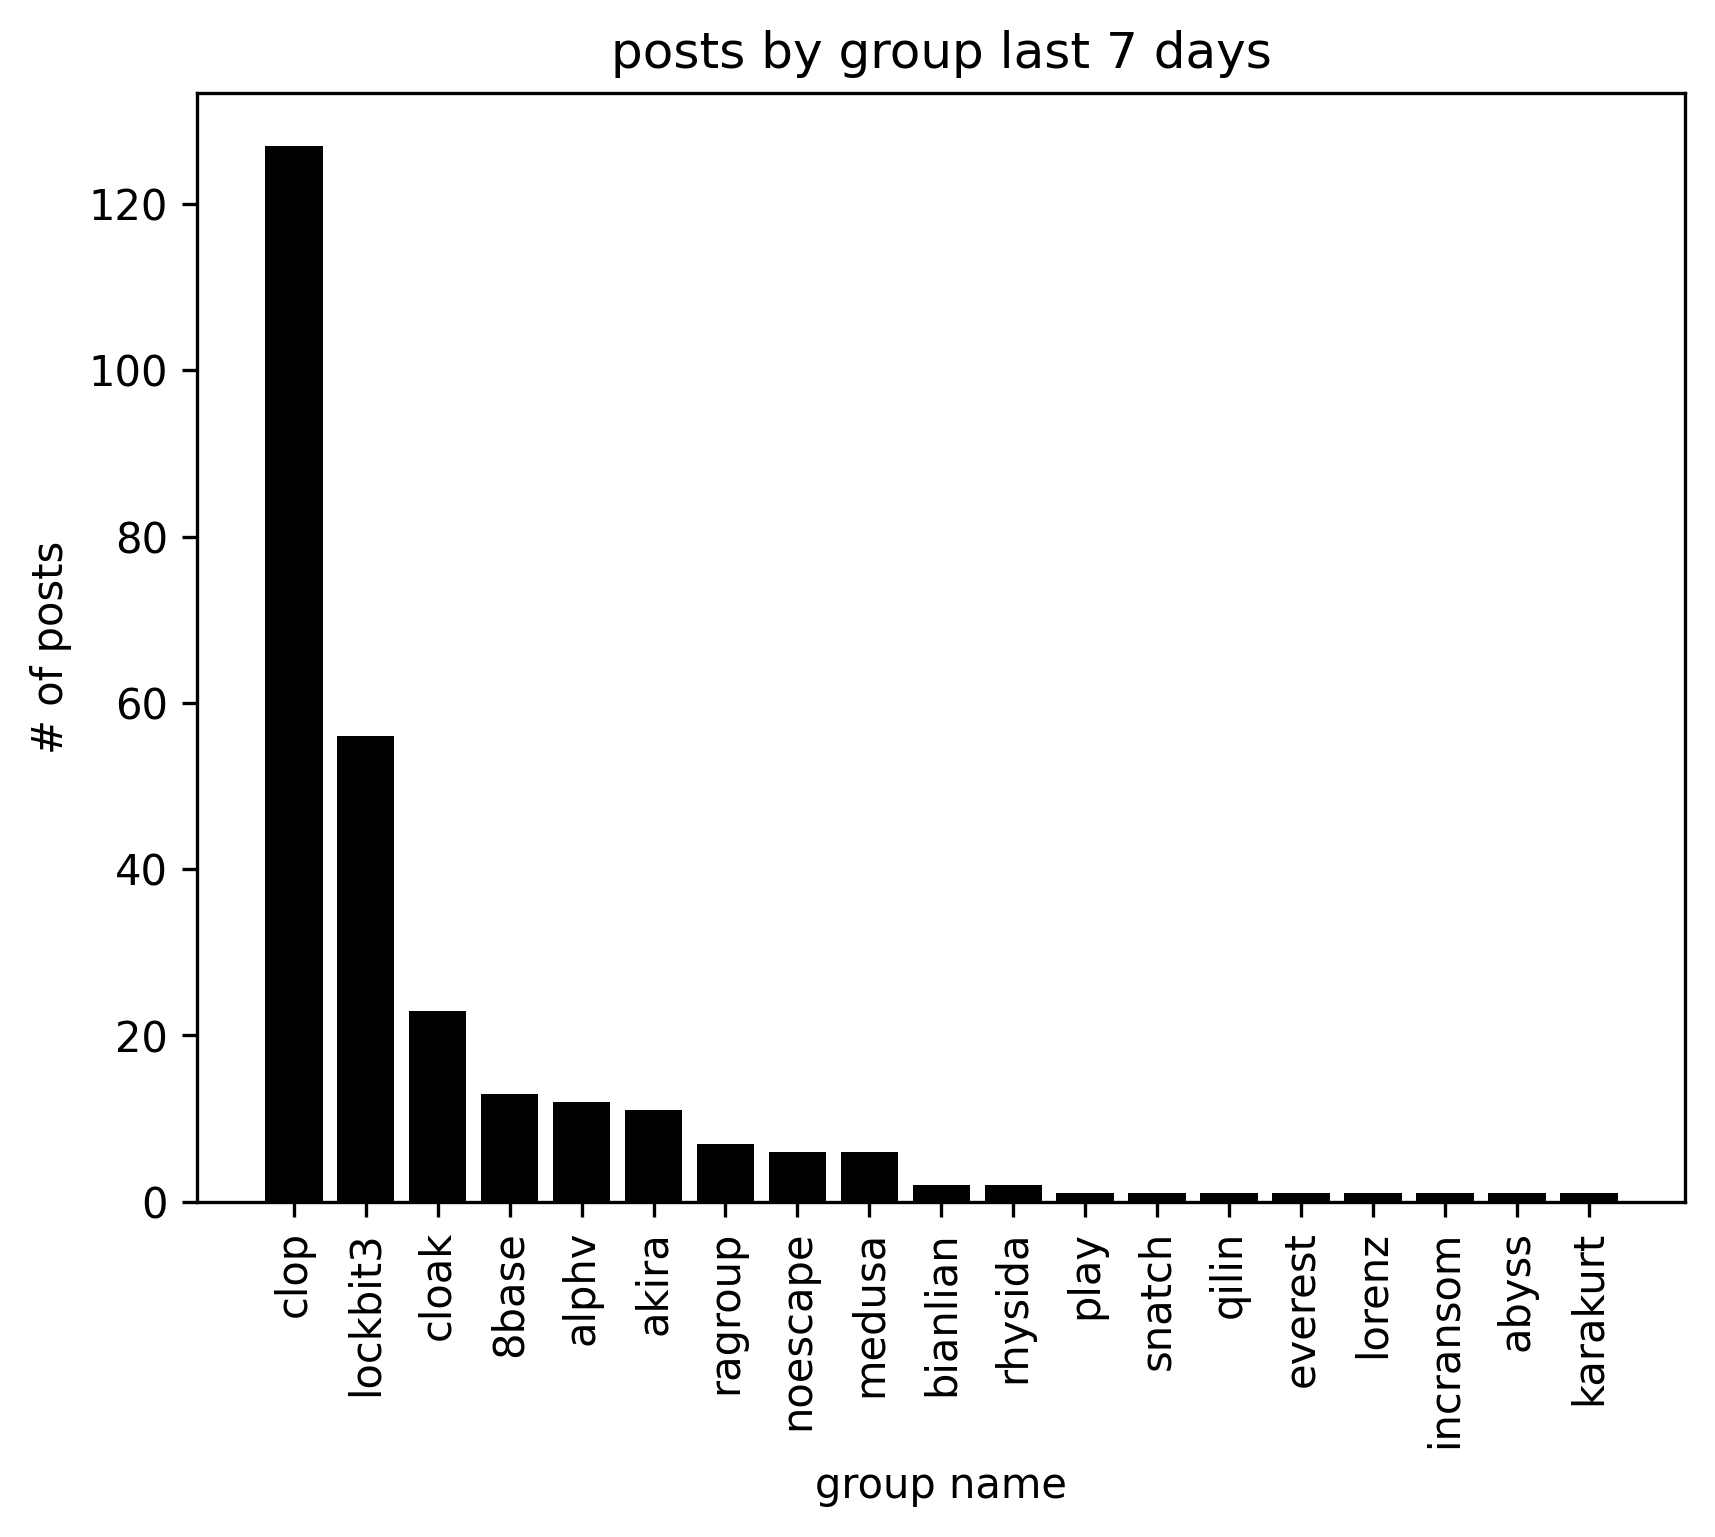 posts by group last 7 days
120
100
80
60
40
20
0
# of posts
clop
lockbit3
cloak
8base
alphv
akira
ragroup
noescape
medusa
bianlian
rhysida
play
snatch
qilin
everest
lorenz
incransom
abyss
karakurt
group name